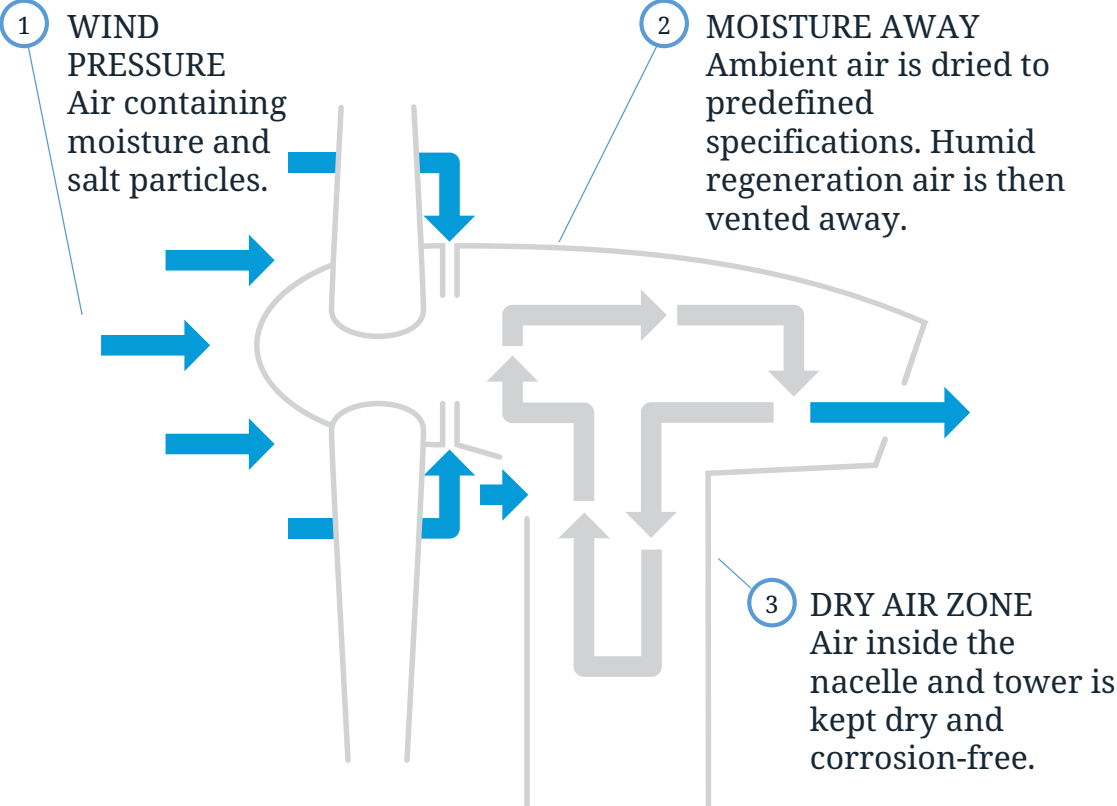 1
WIND
PRESSURE
Air containing
moisture and
salt particles.
2
MOISTURE AWAY
Ambient air is dried to
predefined
specifications. Humid
regeneration air is then
vented away.
3
DRY AIR ZONE
Air inside the
nacelle and tower is
kept dry and
corrosion-free.